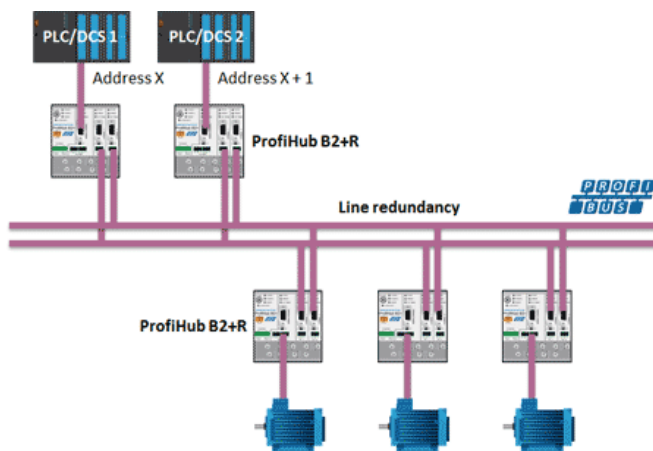 PLC/DCS 1
PLC/DCS 2
Address X
Address X + 1
ProfiHub B2+R
Line redundancy
PROFI
BUS
ProfiHub B2+R